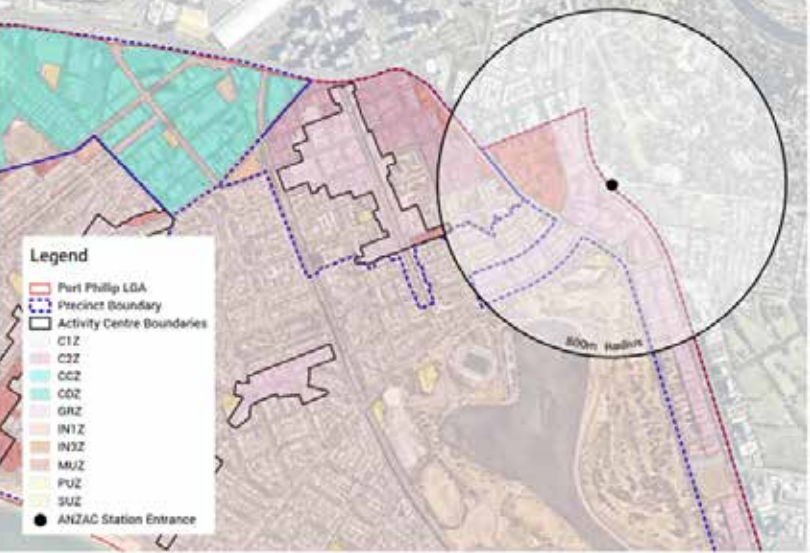 Legend
Port Phillip LGA
Precinct Boundary
Activity Centre Boundaries
C1Z
C2Z
CCZ
CDZ
GRZ
IN1Z
IN3Z
MUZ
PUZ
SUZ
ANZAC Station Entrance
800m Radius